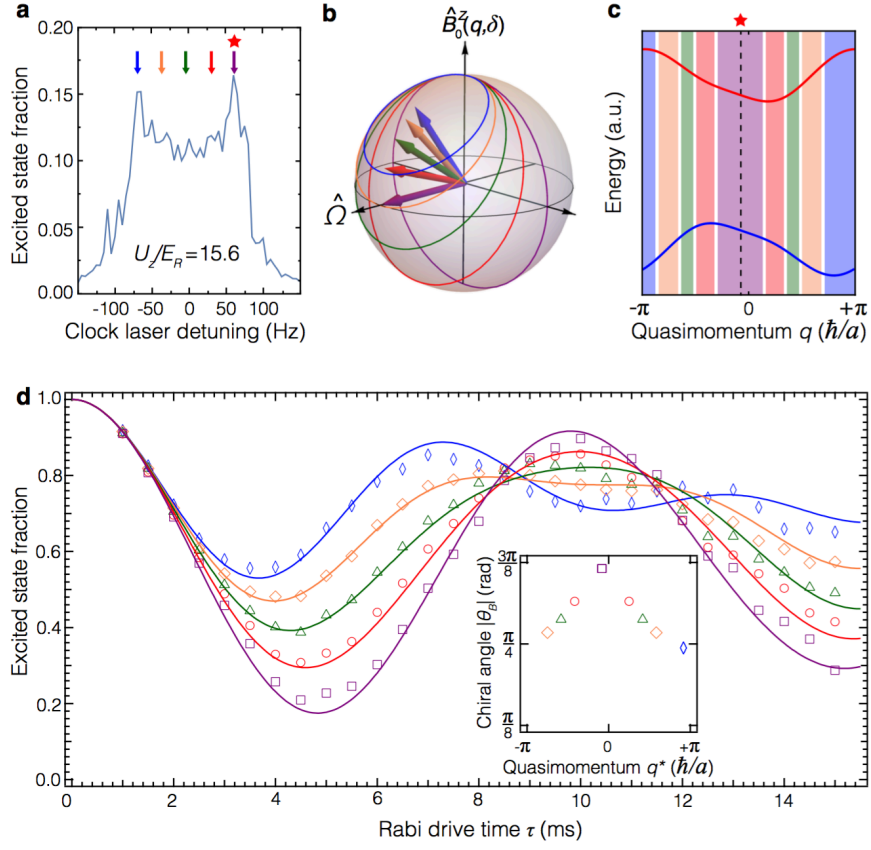 a
0.20
0.15
0.10
0.05
0.00
Excited state fraction
U_z/E_R=15.6
-100 -50 0 50 100
Clock laser detuning (Hz)
b
B̂₀ᶻ(q,δ)
Ω̂
c
Energy (a.u.)
-π 0 +π
Quasimomentum q (ħ/a)
d
1.0
0.8
0.6
0.4
0.2
0.0
Excited state fraction
0 2 4 6 8 10 12 14
Rabi drive time τ (ms)
3π/8
π/4
π/8
Chiral angle |θ_B| (rad)
-π 0 +π
Quasimomentum q* (ħ/a)